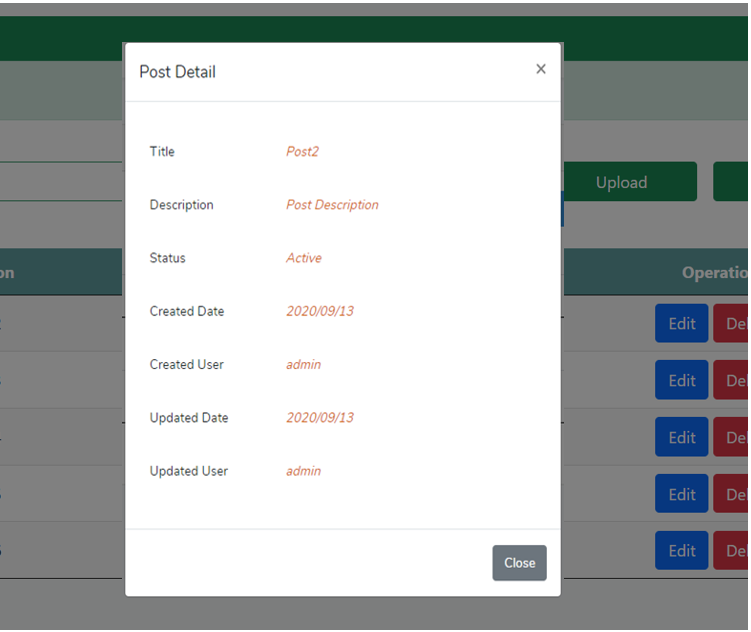 Post Detail ×
Title Post2
Description Post Description
Status Active
Created Date 2020/09/13
Created User admin
Updated Date 2020/09/13
Updated User admin
Close
Upload
Edit
Edit
Edit
Edit
Edit